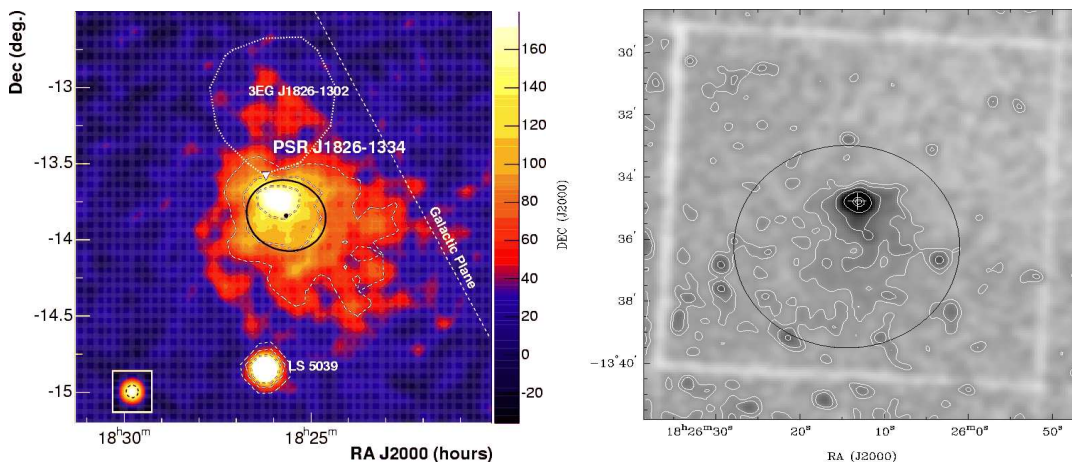 Dec (deg.)
-13
-13.5
-14
-14.5
-15
3EG J1826-1302
PSR J1826-1334
Galactic Plane
LS 5039
18ʰ30ᵐ
18ʰ25ᵐ
RA J2000 (hours)
160
140
120
100
80
60
40
20
0
-20
DEC (J2000)
30'
32'
34'
36'
38'
-13°40'
18ʰ26ᵐ30ˢ
20ˢ
10ˢ
26ᵐ0ˢ
50ˢ
RA (J2000)